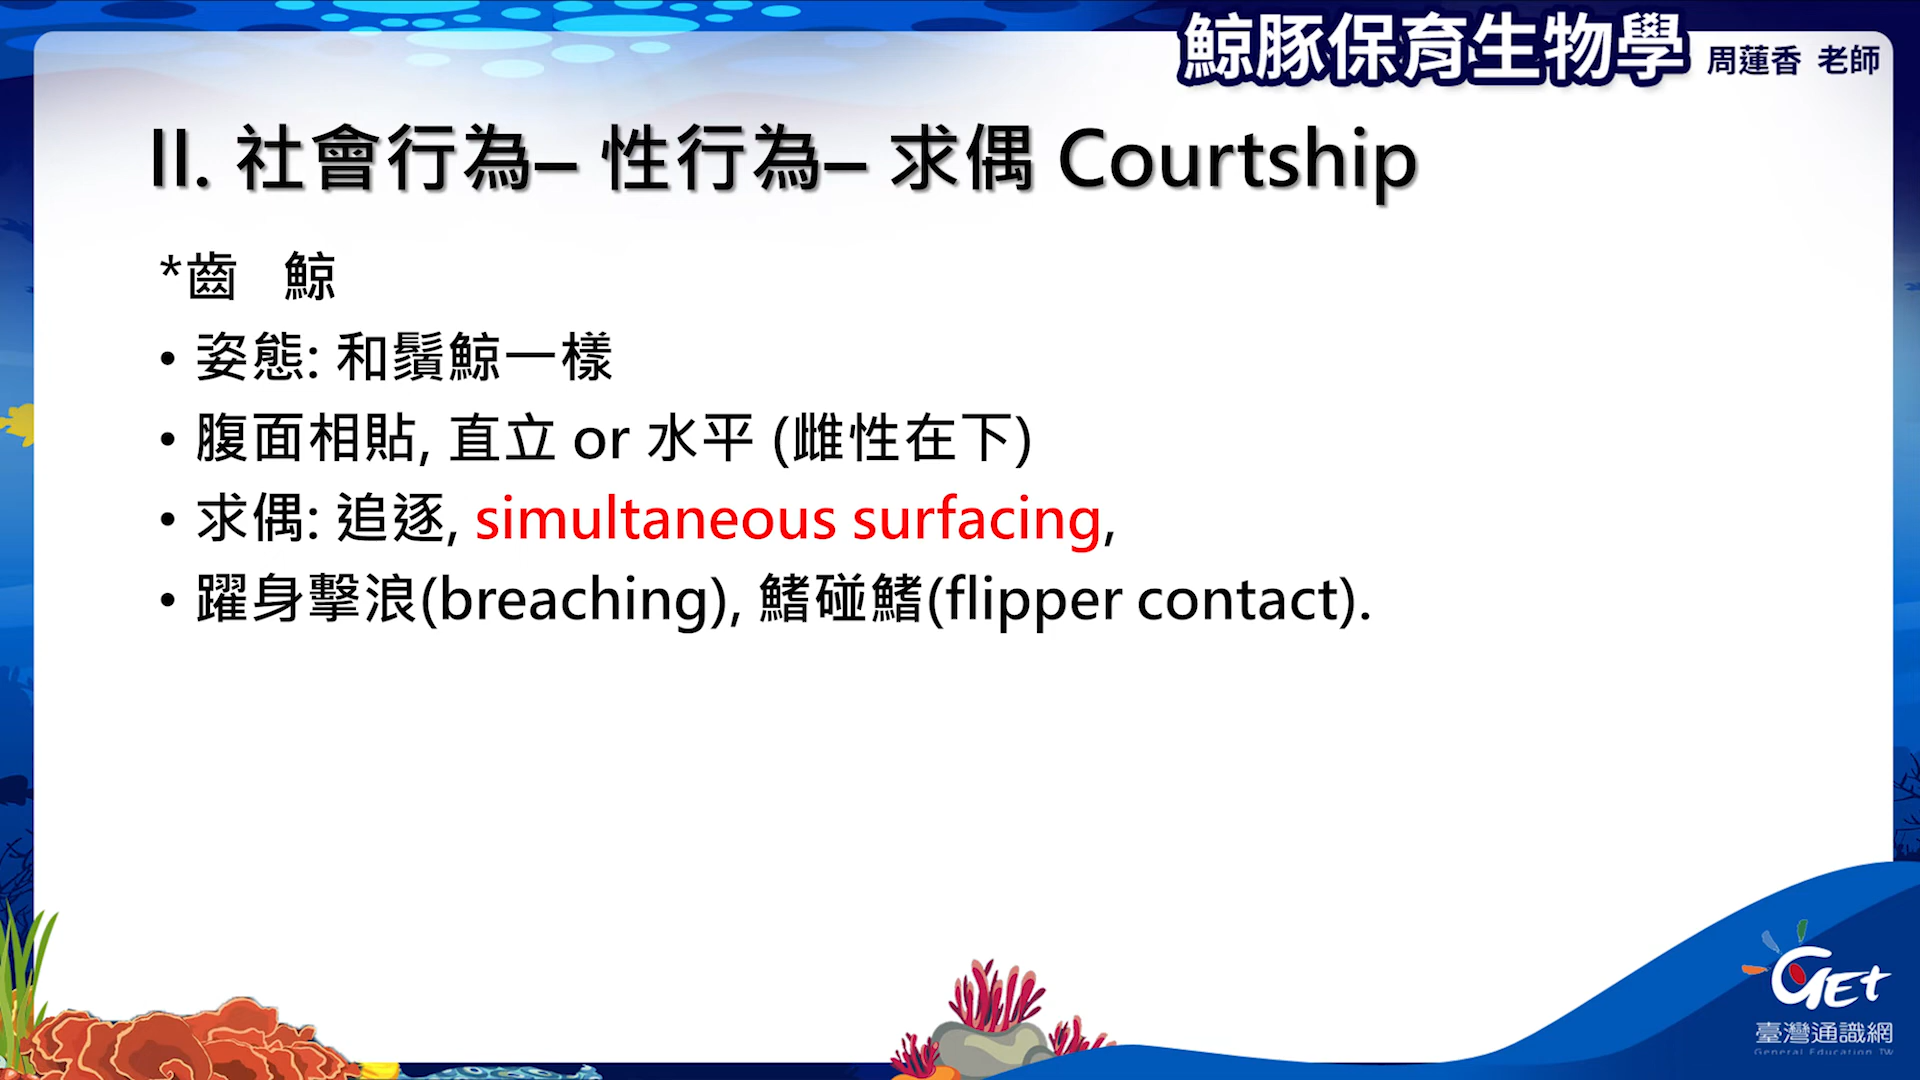 鯨豚保育生物學 周蓮香 老師
II. 社會行為– 性行為– 求偶 Courtship
*齒 鯨
• 姿態: 和鬚鯨一樣
• 腹面相貼, 直立 or 水平 (雌性在下)
• 求偶: 追逐, simultaneous surfacing,
• 躍身擊浪(breaching), 鰭碰鰭(flipper contact).
GET
臺灣通識網
General Education TW